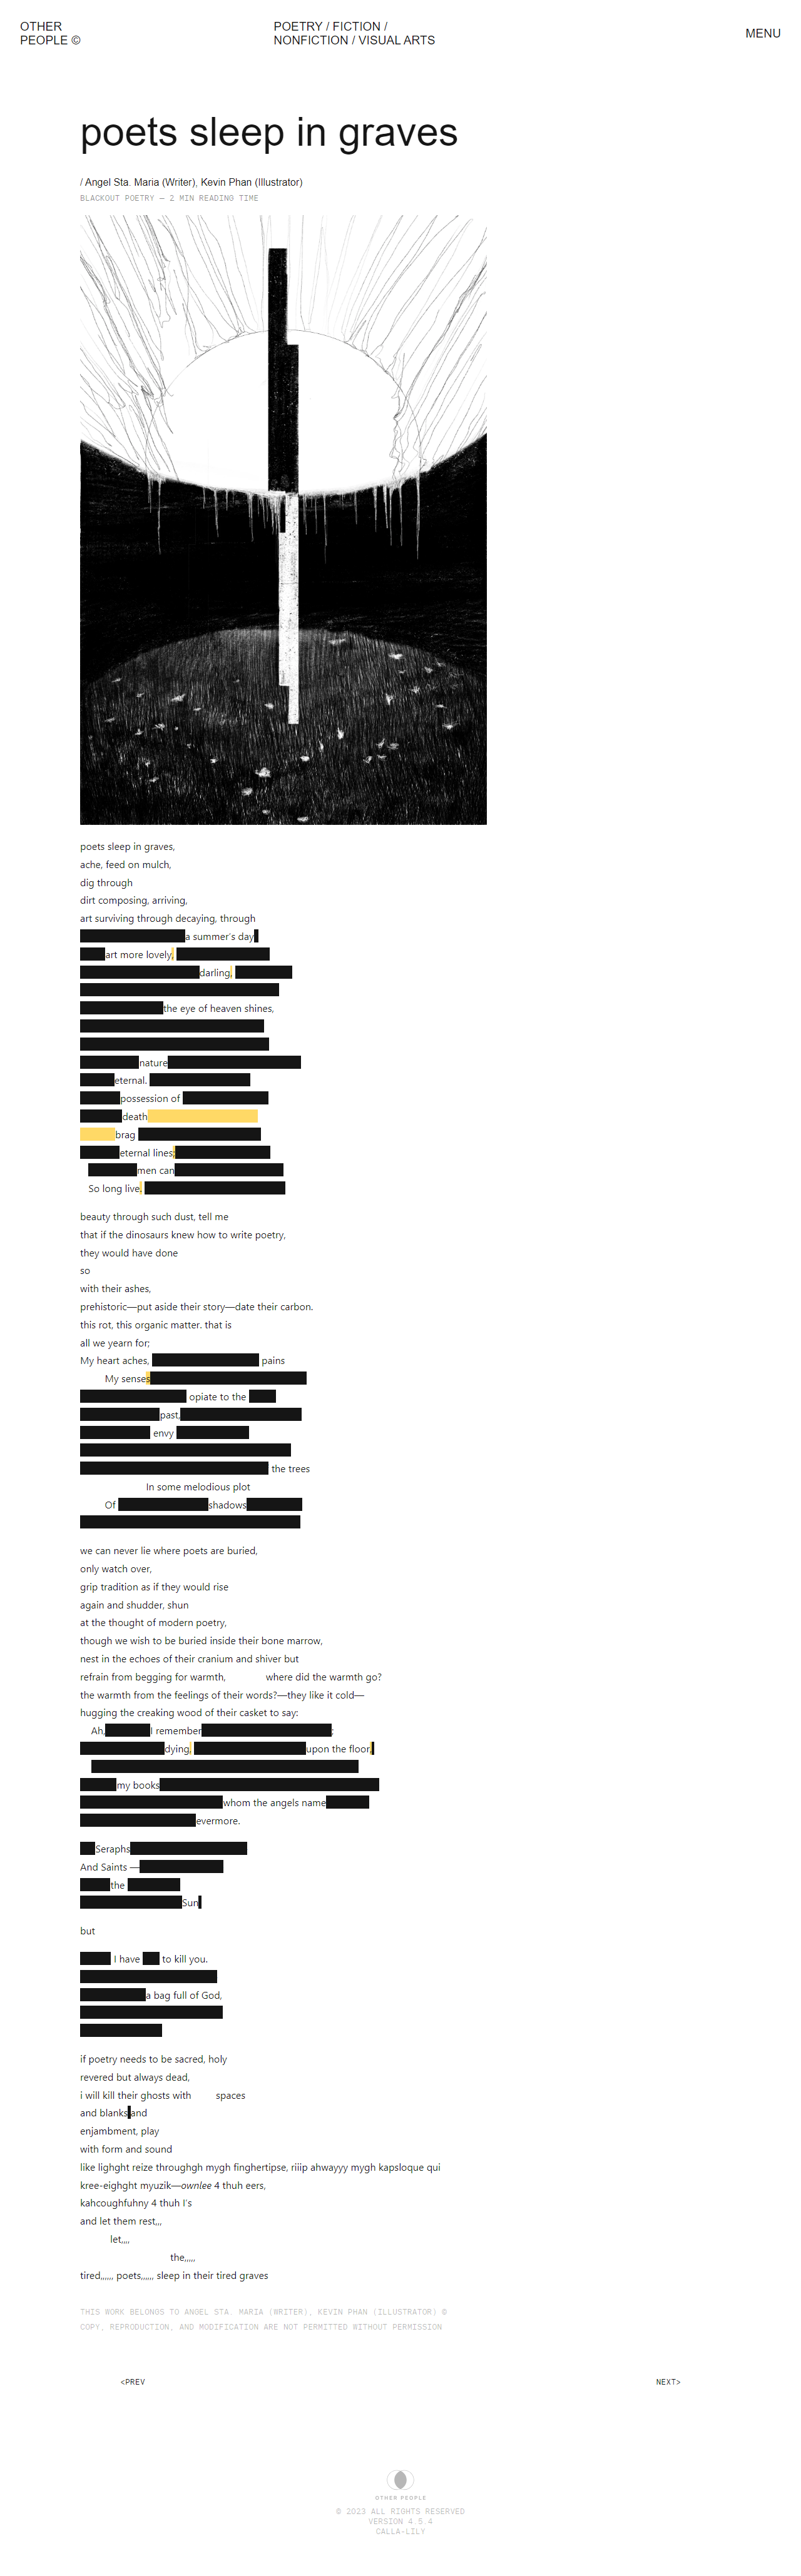 OTHER
PEOPLE ©
POETRY / FICTION /
NONFICTION / VISUAL ARTS
MENU
poets sleep in graves
/ Angel Sta. Maria (Writer), Kevin Phan (Illustrator)
BLACKOUT POETRY — 2 MIN READING TIME
poets sleep in graves,
ache, feed on mulch,
dig through
dirt composing, arriving,
art surviving through decaying, through
a summer's day
art more lovely,
darling,
the eye of heaven shines,
nature
eternal.
possession of
death
brag
eternal lines;
men can
So long live,
beauty through such dust, tell me
that if the dinosaurs knew how to write poetry,
they would have done
so
with their ashes,
prehistoric—put aside their story—date their carbon.
this rot, this organic matter. that is
all we yearn for;
My heart aches, pains
My senses
opiate to the
past,
envy
the trees
In some melodious plot
Of shadows
we can never lie where poets are buried,
only watch over,
grip tradition as if they would rise
again and shudder, shun
at the thought of modern poetry,
though we wish to be buried inside their bone marrow,
nest in the echoes of their cranium and shiver but
refrain from begging for warmth, where did the warmth go?
the warmth from the feelings of their words?—they like it cold—
hugging the creaking wood of their casket to say:
Ah, I remember ;
dying, upon the floor,
my books
whom the angels name
evermore.
Seraphs
And Saints —
the
Sun
but
I have to kill you.
a bag full of God,
if poetry needs to be sacred, holy
revered but always dead,
i will kill their ghosts with spaces
and blanks and
enjambment, play
with form and sound
like lighght reize throughgh mygh finghertipse, riiip ahwayyy mygh kapsloque qui
kree-eighght myuzik—ownlee 4 thuh eers,
kahcoughfuhny 4 thuh I's
and let them rest,,,
let,,,,
the,,,,,
tired,,,,,, poets,,,,,, sleep in their tired graves
THIS WORK BELONGS TO ANGEL STA. MARIA (WRITER), KEVIN PHAN (ILLUSTRATOR) ©
COPY, REPRODUCTION, AND MODIFICATION ARE NOT PERMITTED WITHOUT PERMISSION
<PREV
NEXT>
OTHER PEOPLE
© 2023 ALL RIGHTS RESERVED
VERSION 4.5.4
CALLA-LILY